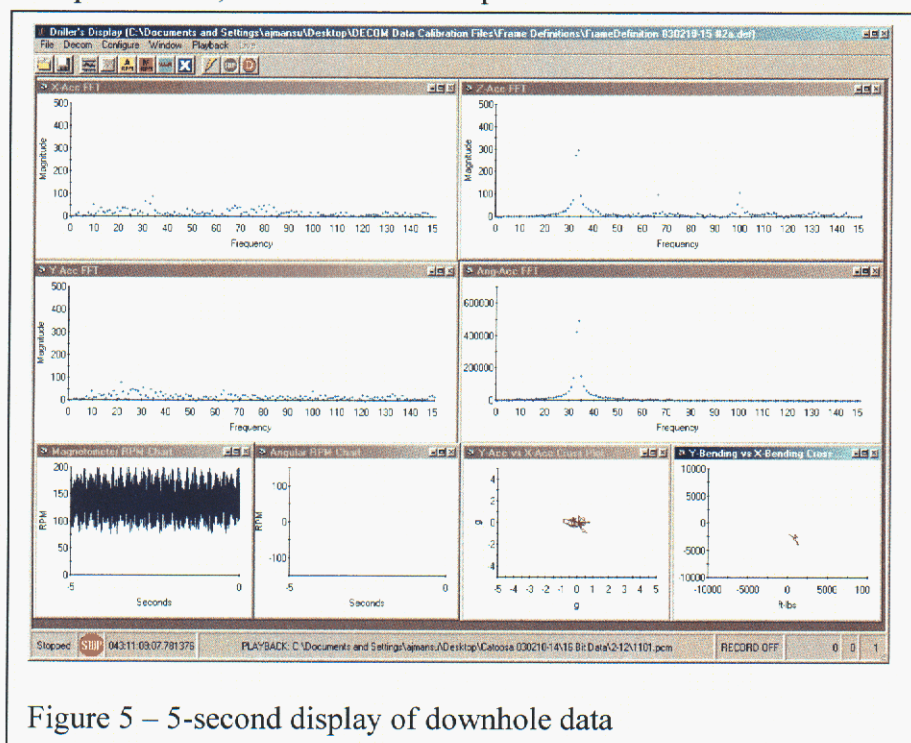 Driller's Display [C:\Documents and Settings\ajmansu\Desktop\DECOM Data Calibration Files\Frame Definitions\FrameDefinition 030210-15 #2a.def]
File Decom Configure Window Playback
X-Acc FFT
500
400
300
200
100
0
Magnitude
0 10 20 30 40 50 60 70 80 90 100 110 120 130 140 15
Frequency
Z-Acc FFT
500
400
300
200
100
0
Magnitude
0 10 20 30 40 50 60 70 80 90 100 110 120 130 140 15
Frequency
Y-Acc FFT
500
400
300
200
100
0
Magnitude
0 10 20 30 40 50 60 70 80 90 100 110 120 130 140 15
Frequency
Ang-Acc FFT
600000
400000
200000
0
0 10 20 30 40 50 60 70 80 90 100 110 120 130 140 15
Frequency
Magnetometer RPM Chart
200
150
100
50
0
RPM
-5 0
Seconds
Angular RPM Chart
100
0
-100
RPM
-5 0
Seconds
Y-Acc vs X-Acc Cross Plot
4
2
0
-2
-4
g
-5 -4 -3 -2 -1 0 1 2 3 4 5
g
Y-Bending vs X-Bending Cross...
10000
5000
0
-5000
-10000
-10000 0 5000 100
ft-lbs
Stopped STOP 043:11:09:07.781376 PLAYBACK: C:\Documents and Settings\ajmansu\Desktop\Catoosa 030210-14\16 Bit Data\2-12\1101.pcm RECORD OFF 0 0 1
Figure 5 – 5-second display of downhole data